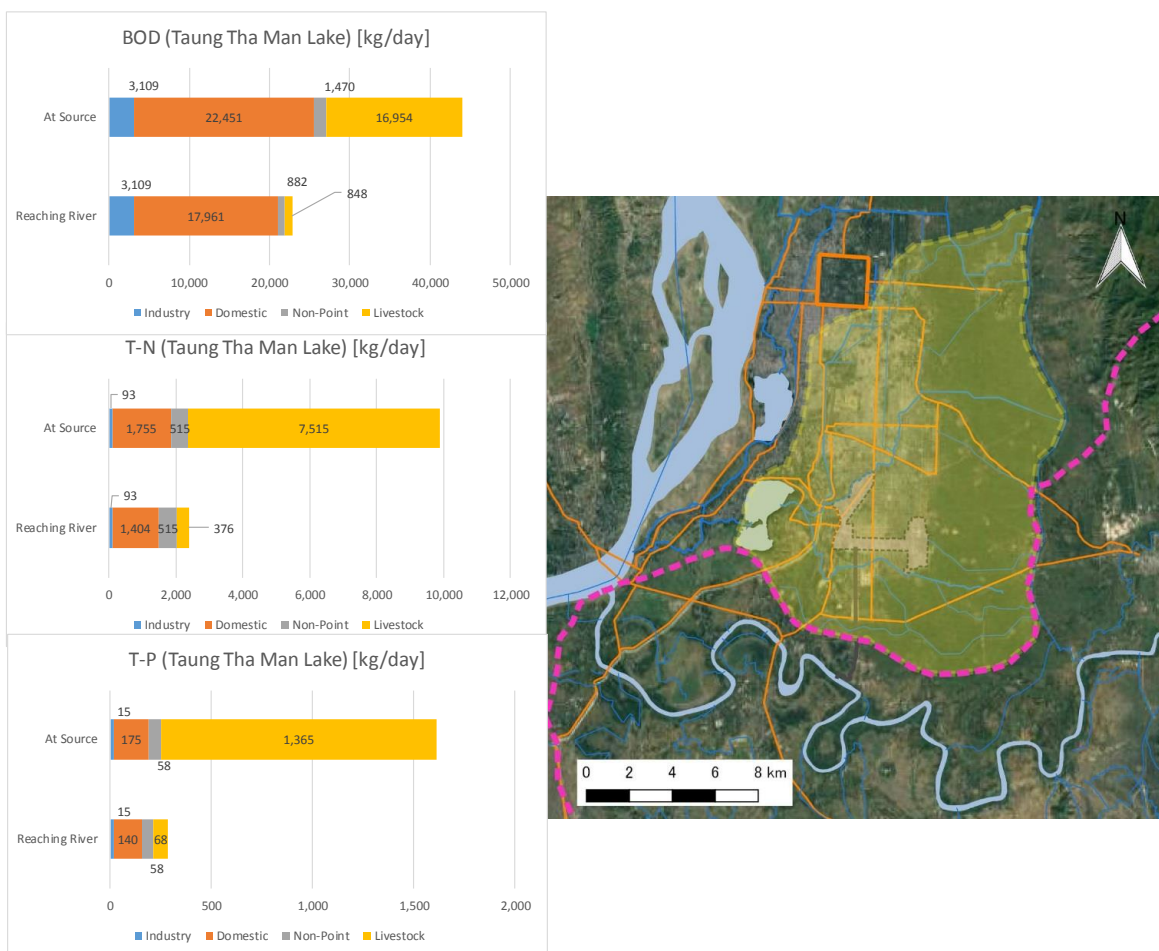 BOD (Taung Tha Man Lake) [kg/day]
3,109 1,470
At Source 22,451 16,954
3,109 882
848
Reaching River 17,961
0 10,000 20,000 30,000 40,000 50,000
Industry Domestic Non-Point Livestock
T-N (Taung Tha Man Lake) [kg/day]
93
At Source 1,755 515 7,515
93
Reaching River 1,404 515 376
0 2,000 4,000 6,000 8,000 10,000 12,000
Industry Domestic Non-Point Livestock
T-P (Taung Tha Man Lake) [kg/day]
15
At Source 175 1,365
58
15
Reaching River 140 68
58
0 500 1,000 1,500 2,000
Industry Domestic Non-Point Livestock
N
0 2 4 6 8 km